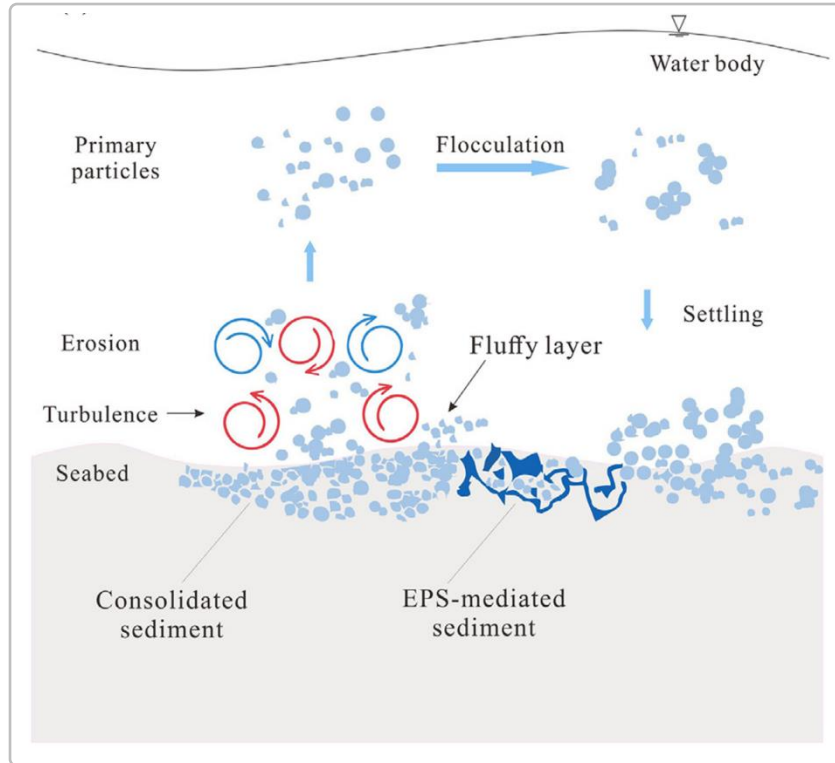 Water body
Primary
particles
Flocculation
Settling
Erosion
Fluffy layer
Turbulence
Seabed
Consolidated
sediment
EPS-mediated
sediment